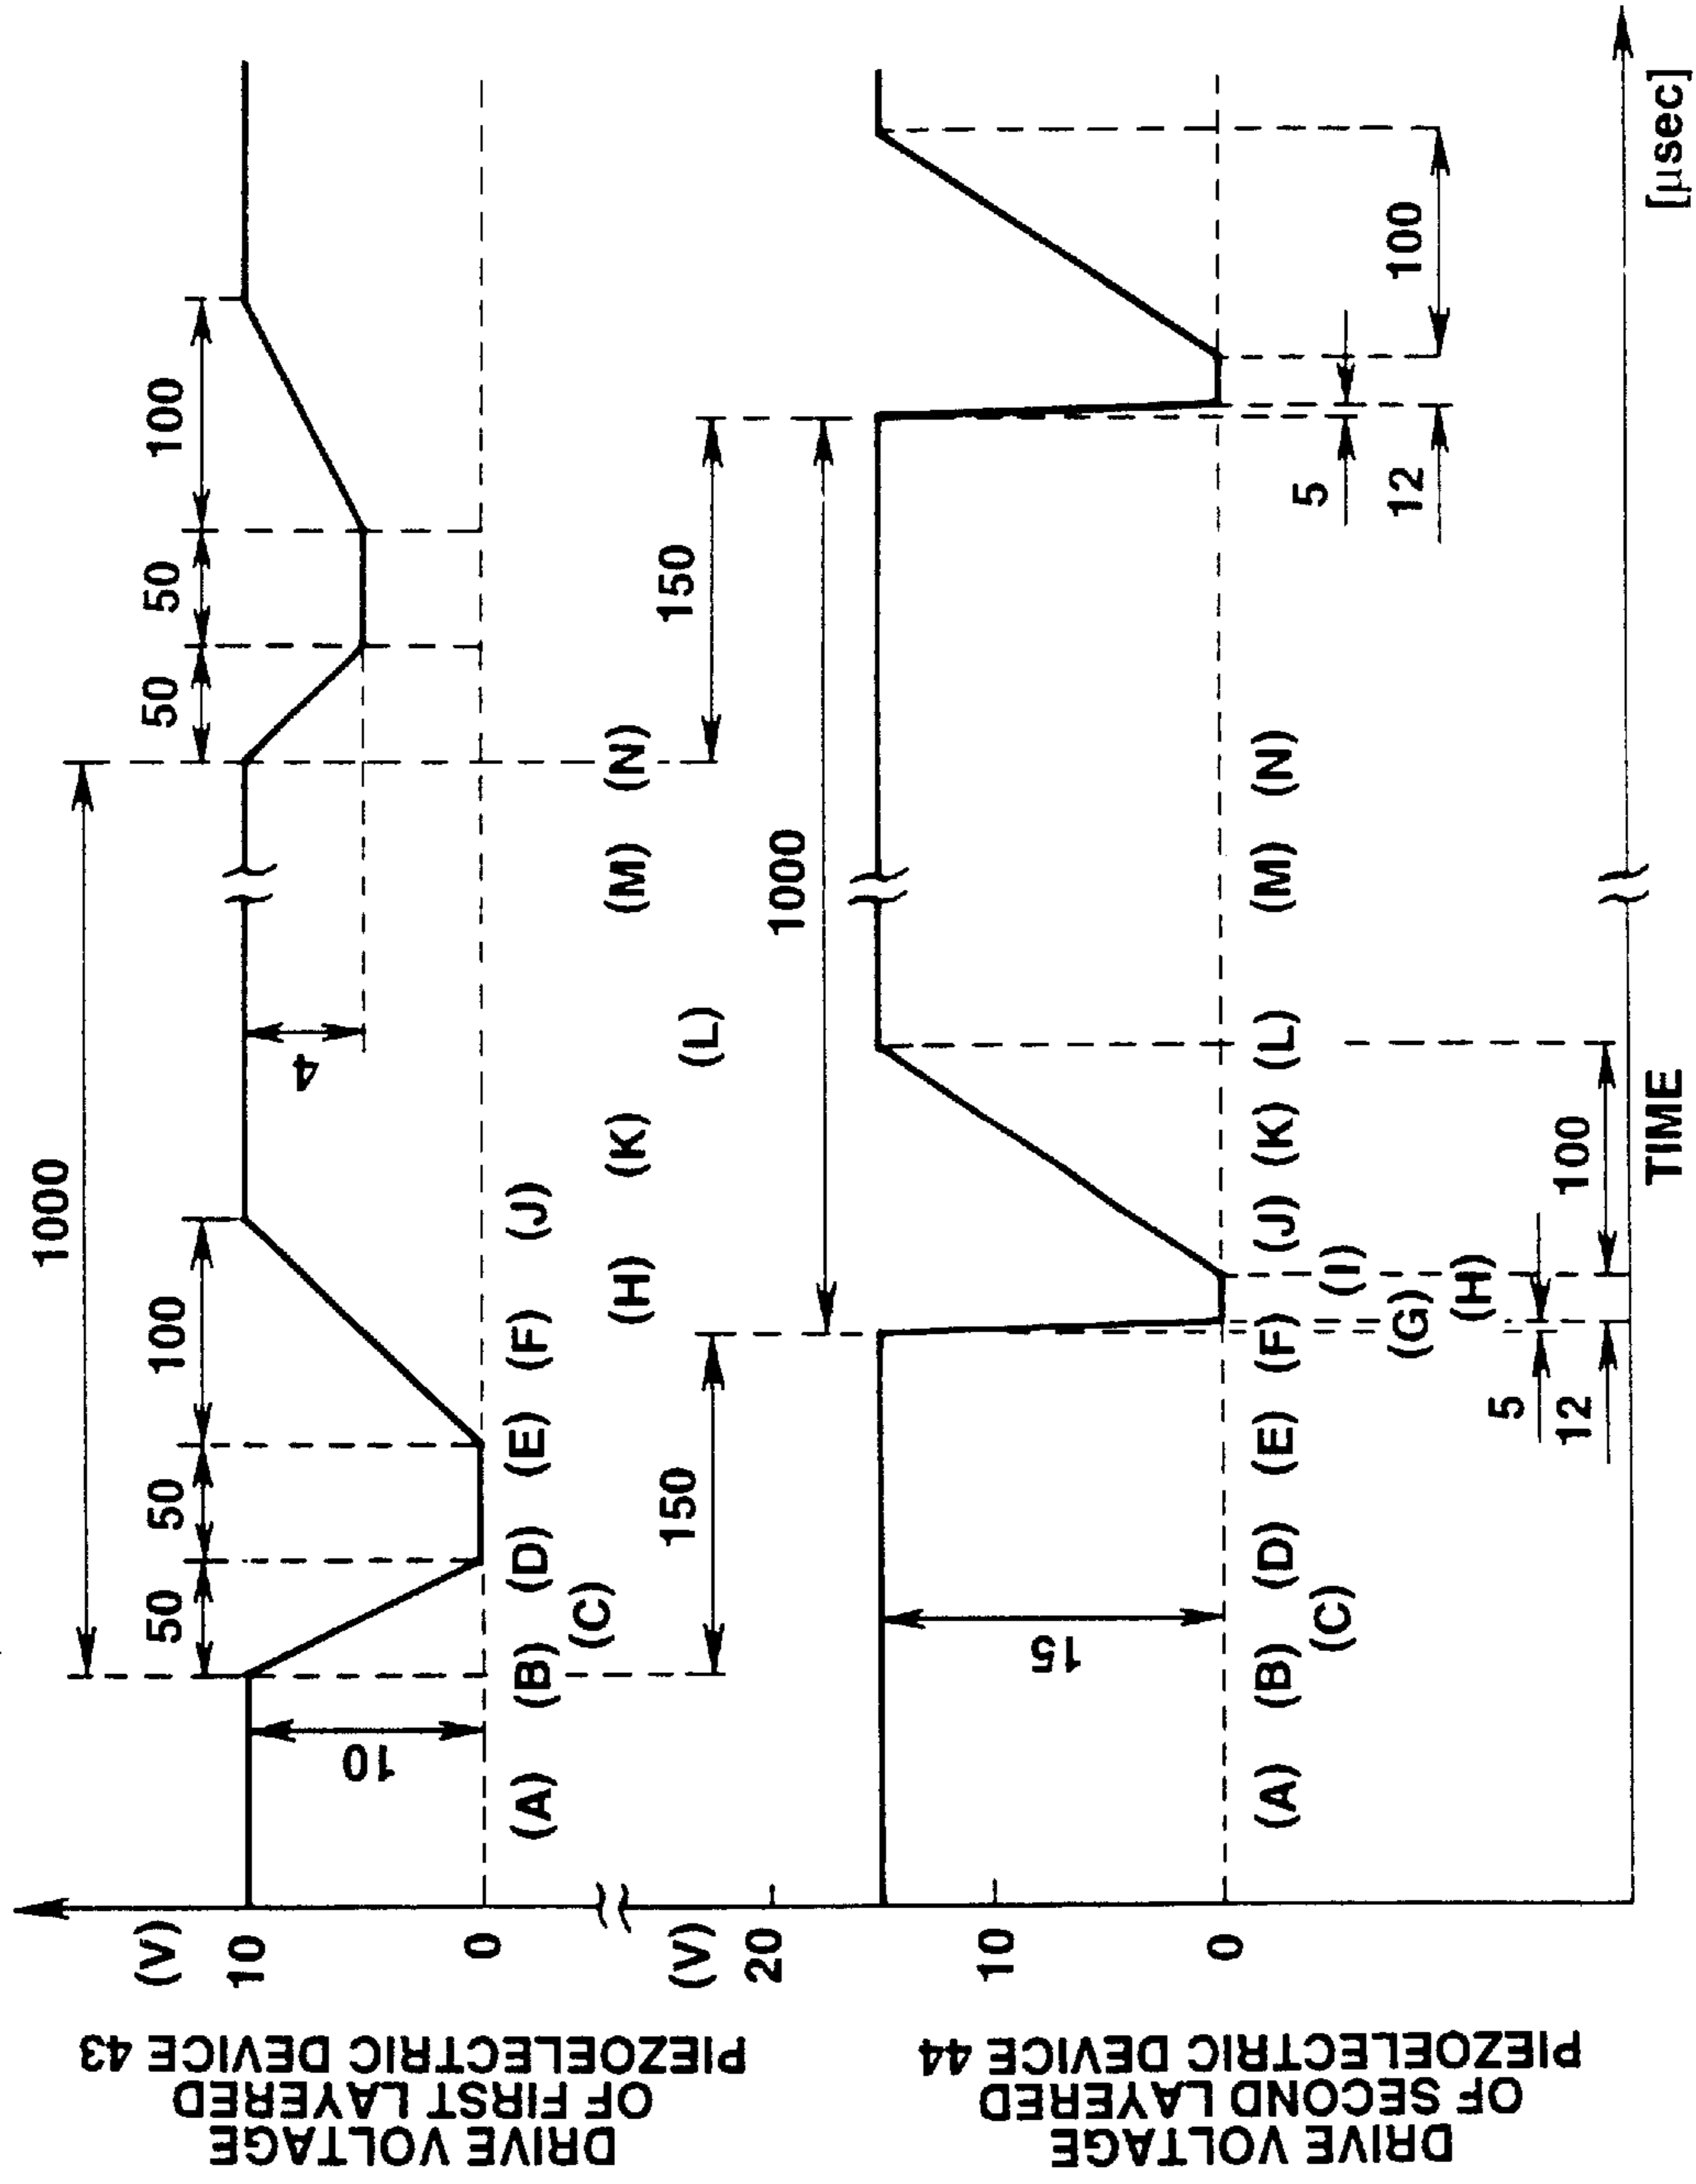 DRIVE VOLTAGE
OF FIRST LAYERED
PIEZOELECTRIC DEVICE 43
(V)
10
0
1000
50
50
100
50
50
100
10
4
(A)
(B)
(D)
(E)
(F)
(J)
(C)
(H)
(K)
(M)
(N)
(L)
150
150
DRIVE VOLTAGE
OF SECOND LAYERED
PIEZOELECTRIC DEVICE 44
(V)
20
10
0
1000
15
(A)
(B)
(D)
(E)
(F)
(J)
(K)
(L)
(M)
(N)
(C)
(I)
(G)
(H)
5
12
100
5
12
100
TIME
[μsec]